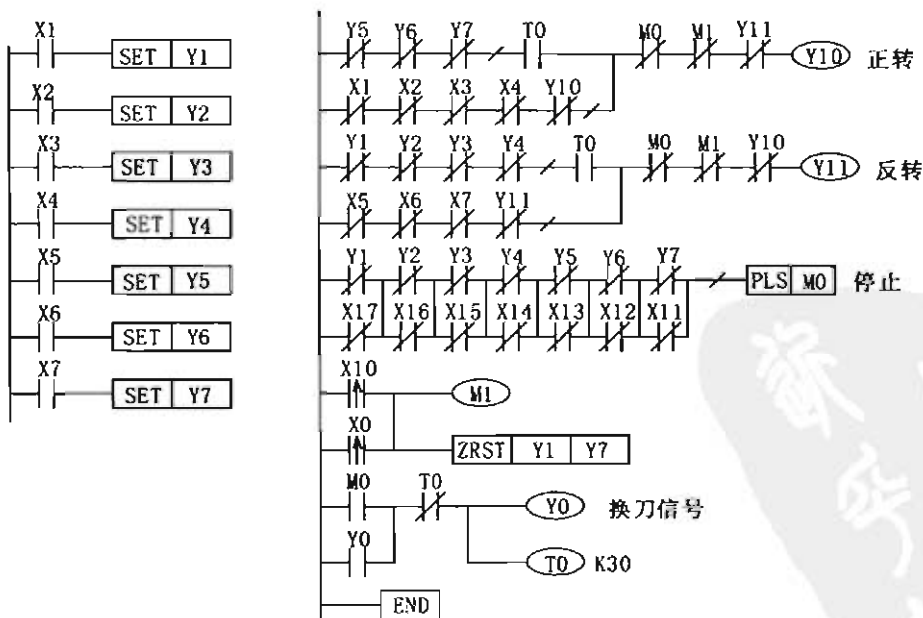 X1
SET Y1
X2
SET Y2
X3
SET Y3
X4
SET Y4
X5
SET Y5
X6
SET Y6
X7
SET Y7
Y5 Y6 Y7 T0 M0 M1 Y11
Y10 正转
X1 X2 X3 X4 Y10
Y1 Y2 Y3 Y4 T0 M0 M1 Y10
Y11 反转
X5 X6 X7 Y11
Y1 Y2 Y3 Y4 Y5 Y6 Y7
PLS M0 停止
X17 X16 X15 X14 X13 X12 X11
X10
M1
X0
ZRST Y1 Y7
M0 T0
Y0 换刀信号
Y0
T0 K30
END